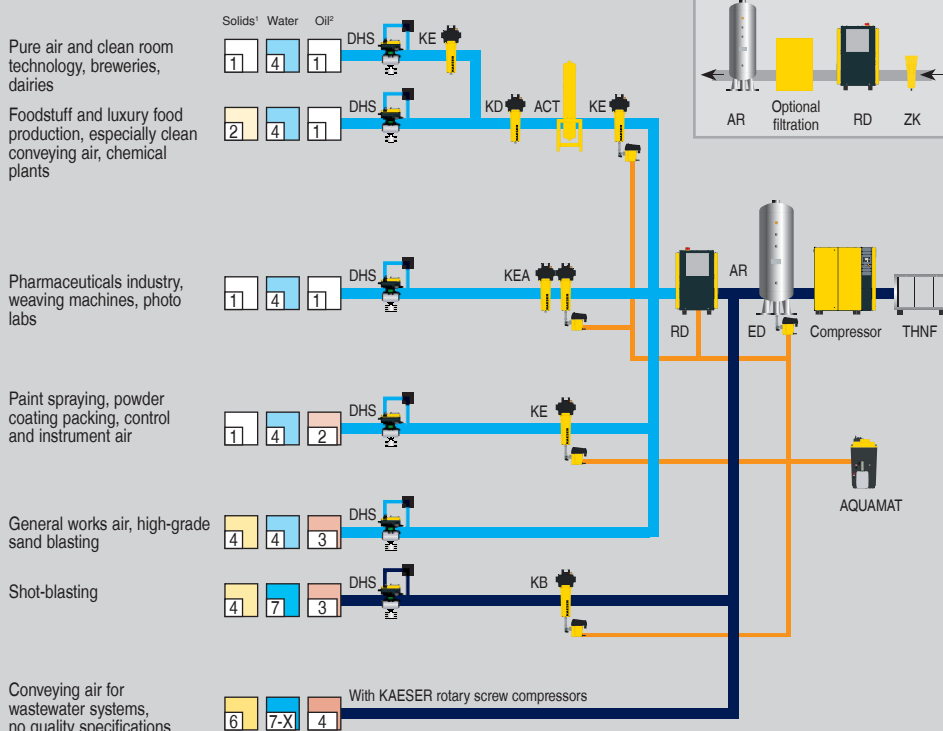 Solids¹ Water Oil²
Pure air and clean room
technology, breweries,
dairies
1 4 1
DHS KE
Foodstuff and luxury food
production, especially clean
conveying air, chemical
plants
2 4 1
DHS KD ACT KE
AR Optional
filtration RD ZK
Pharmaceuticals industry,
weaving machines, photo
labs
1 4 1
DHS KEA AR
RD ED Compressor THNF
Paint spraying, powder
coating packing, control
and instrument air
1 4 2
DHS KE
AQUAMAT
General works air, high-grade
sand blasting
4 4 3
DHS
Shot-blasting
4 7 3
DHS KB
Conveying air for
wastewater systems,
no quality specifications
6 7-X 4
With KAESER rotary screw compressors